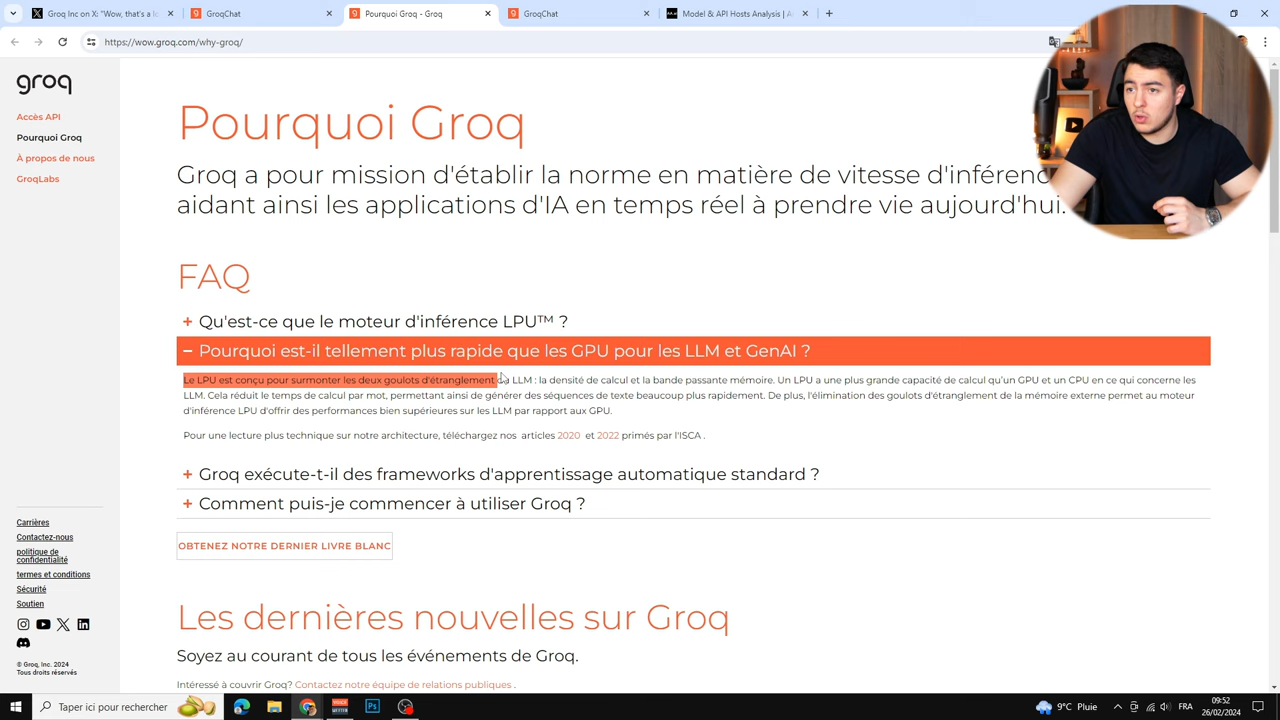 Groq Inc on X: "Wow, that's a lo
GroqChat
Pourquoi Groq - Groq
GroqChat
Model & API Hosts Analysis | A
https://wow.groq.com/why-groq/
groq
Accès API
Pourquoi Groq
À propos de nous
GroqLabs
Pourquoi Groq
Groq a pour mission d'établir la norme en matière de vitesse d'inférenc
aidant ainsi les applications d'IA en temps réel à prendre vie aujourd'hui.
FAQ
+ Qu'est-ce que le moteur d'inférence LPU™ ?
− Pourquoi est-il tellement plus rapide que les GPU pour les LLM et GenAI ?
Le LPU est conçu pour surmonter les deux goulots d'étranglement du LLM : la densité de calcul et la bande passante mémoire. Un LPU a une plus grande capacité de calcul qu'un GPU et un CPU en ce qui concerne les
LLM. Cela réduit le temps de calcul par mot, permettant ainsi de générer des séquences de texte beaucoup plus rapidement. De plus, l'élimination des goulots d'étranglement de la mémoire externe permet au moteur
d'inférence LPU d'offrir des performances bien supérieures sur les LLM par rapport aux GPU.
Pour une lecture plus technique sur notre architecture, téléchargez nos articles 2020 et 2022 primés par l'ISCA .
+ Groq exécute-t-il des frameworks d'apprentissage automatique standard ?
+ Comment puis-je commencer à utiliser Groq ?
OBTENEZ NOTRE DERNIER LIVRE BLANC
Les dernières nouvelles sur Groq
Soyez au courant de tous les événements de Groq.
Intéressé à couvrir Groq? Contactez notre équipe de relations publiques .
Carrières
Contactez-nous
politique de
confidentialité
termes et conditions
Sécurité
Soutien
© Groq, Inc. 2024
Tous droits réservés
Taper ici pour rechercher
9°C Pluie
FRA
09:52
26/02/2024